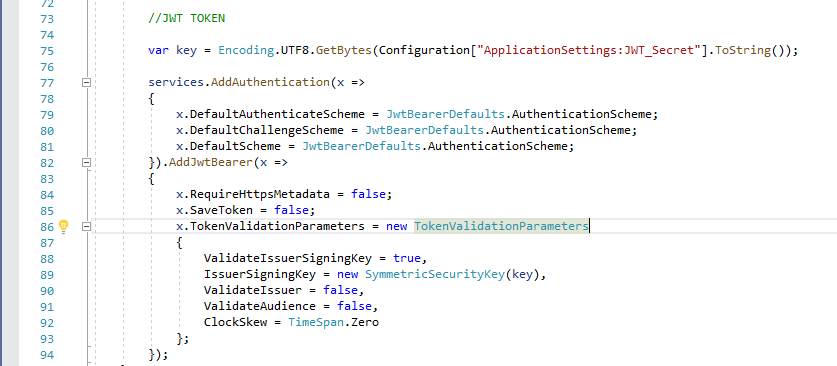 72
73 //JWT TOKEN
74
75 var key = Encoding.UTF8.GetBytes(Configuration["ApplicationSettings:JWT_Secret"].ToString());
76
77 services.AddAuthentication(x =>
78 {
79 x.DefaultAuthenticateScheme = JwtBearerDefaults.AuthenticationScheme;
80 x.DefaultChallengeScheme = JwtBearerDefaults.AuthenticationScheme;
81 x.DefaultScheme = JwtBearerDefaults.AuthenticationScheme;
82 }).AddJwtBearer(x =>
83 {
84 x.RequireHttpsMetadata = false;
85 x.SaveToken = false;
86 x.TokenValidationParameters = new TokenValidationParameters
87 {
88 ValidateIssuerSigningKey = true,
89 IssuerSigningKey = new SymmetricSecurityKey(key),
90 ValidateIssuer = false,
91 ValidateAudience = false,
92 ClockSkew = TimeSpan.Zero
93 };
94 });